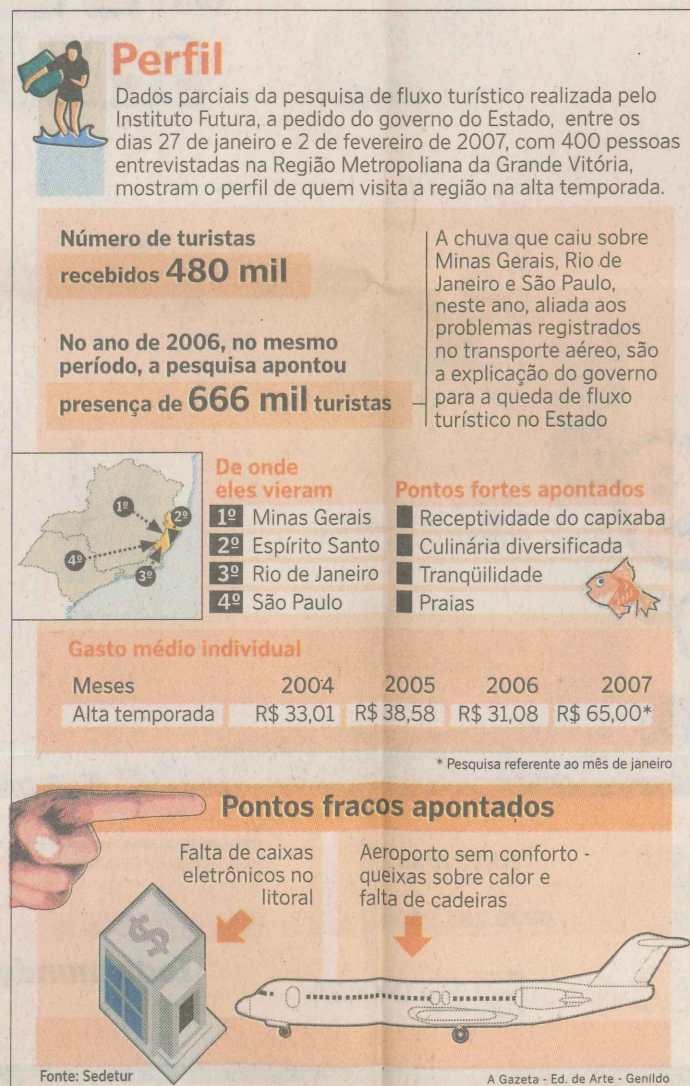 Perfil
Dados parciais da pesquisa de fluxo turístico realizada pelo
Instituto Futura, a pedido do governo do Estado, entre os
dias 27 de janeiro e 2 de fevereiro de 2007, com 400 pessoas
entrevistadas na Região Metropoliana da Grande Vitória,
mostram o perfil de quem visita a região na alta temporada.
Número de turistas
recebidos 480 mil
No ano de 2006, no mesmo
período, a pesquisa apontou
presença de 666 mil turistas
A chuva que caiu sobre
Minas Gerais, Rio de
Janeiro e São Paulo,
neste ano, aliada aos
problemas registrados
no transporte aéreo, são
a explicação do governo
para a queda de fluxo
turístico no Estado
1º
2º
4º
3º
De onde
eles vieram
1º Minas Gerais
2º Espírito Santo
3º Rio de Janeiro
4º São Paulo
Pontos fortes apontados
Receptividade do capixaba
Culinária diversificada
Tranqüilidade
Praias
Gasto médio individual
Meses 2004 2005 2006 2007
Alta temporada R$ 33,01 R$ 38,58 R$ 31,08 R$ 65,00*
* Pesquisa referente ao mês de janeiro
Pontos fracos apontados
Falta de caixas
eletrônicos no
litoral
Aeroporto sem conforto -
queixas sobre calor e
falta de cadeiras
$
Fonte: Sedetur
A Gazeta - Ed. de Arte - Genildo